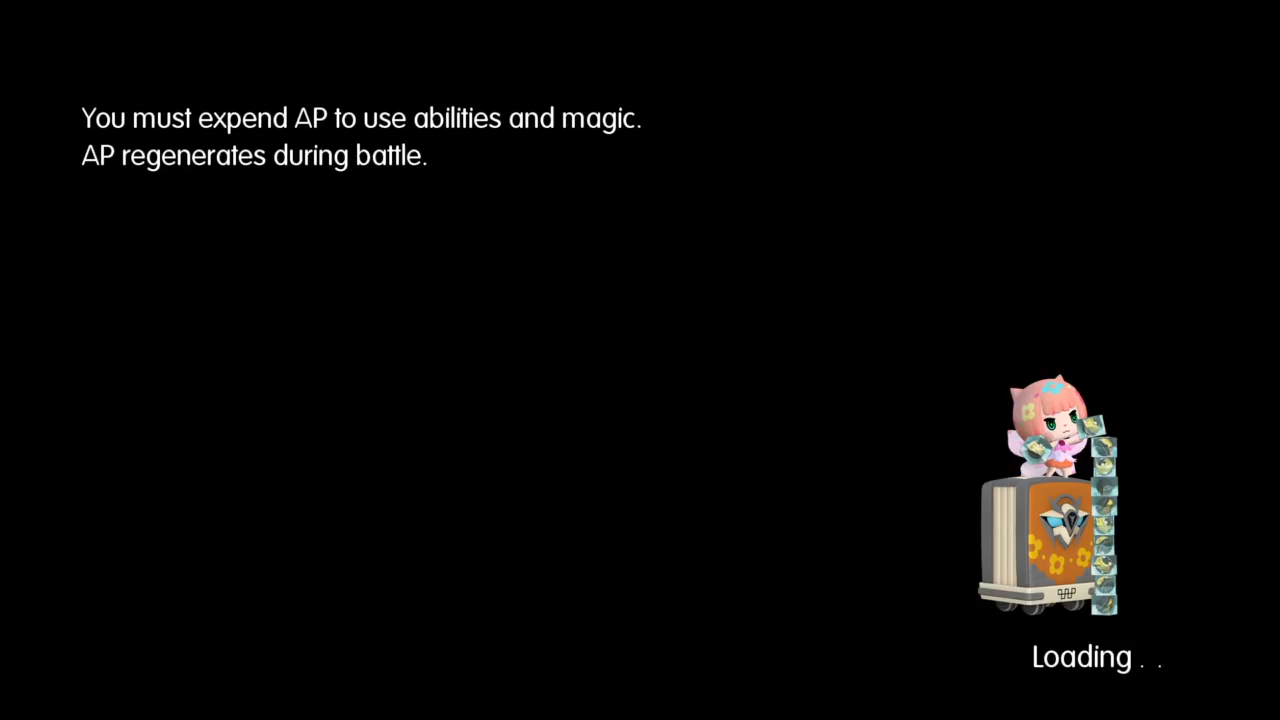 You must expend AP to use abilities and magic.
AP regenerates during battle.
Loading . .